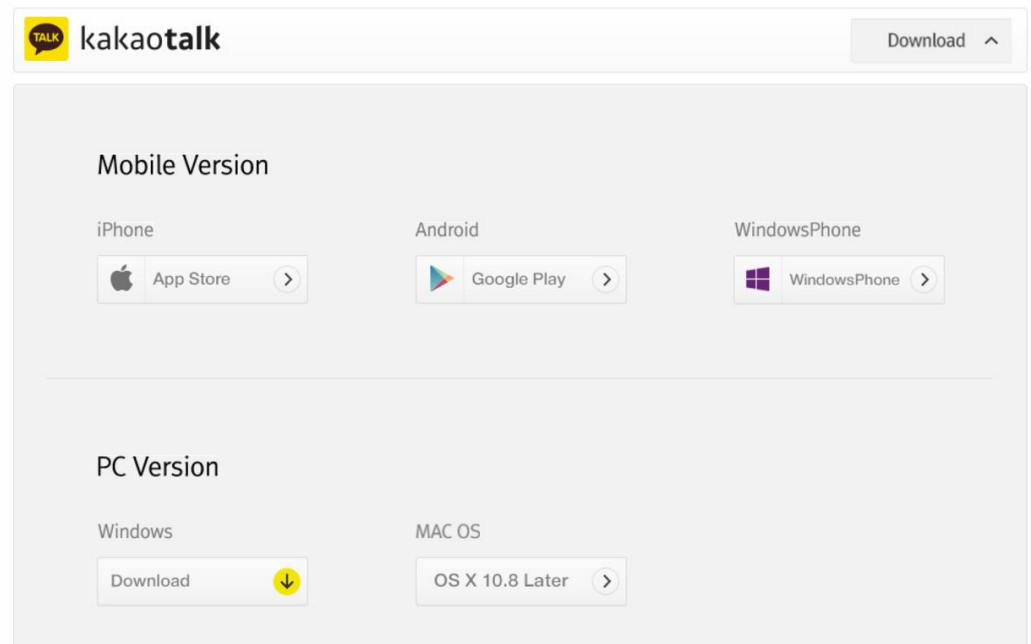 TALK kakaotalk Download
Mobile Version
iPhone Android WindowsPhone
App Store Google Play WindowsPhone
PC Version
Windows MAC OS
Download OS X 10.8 Later